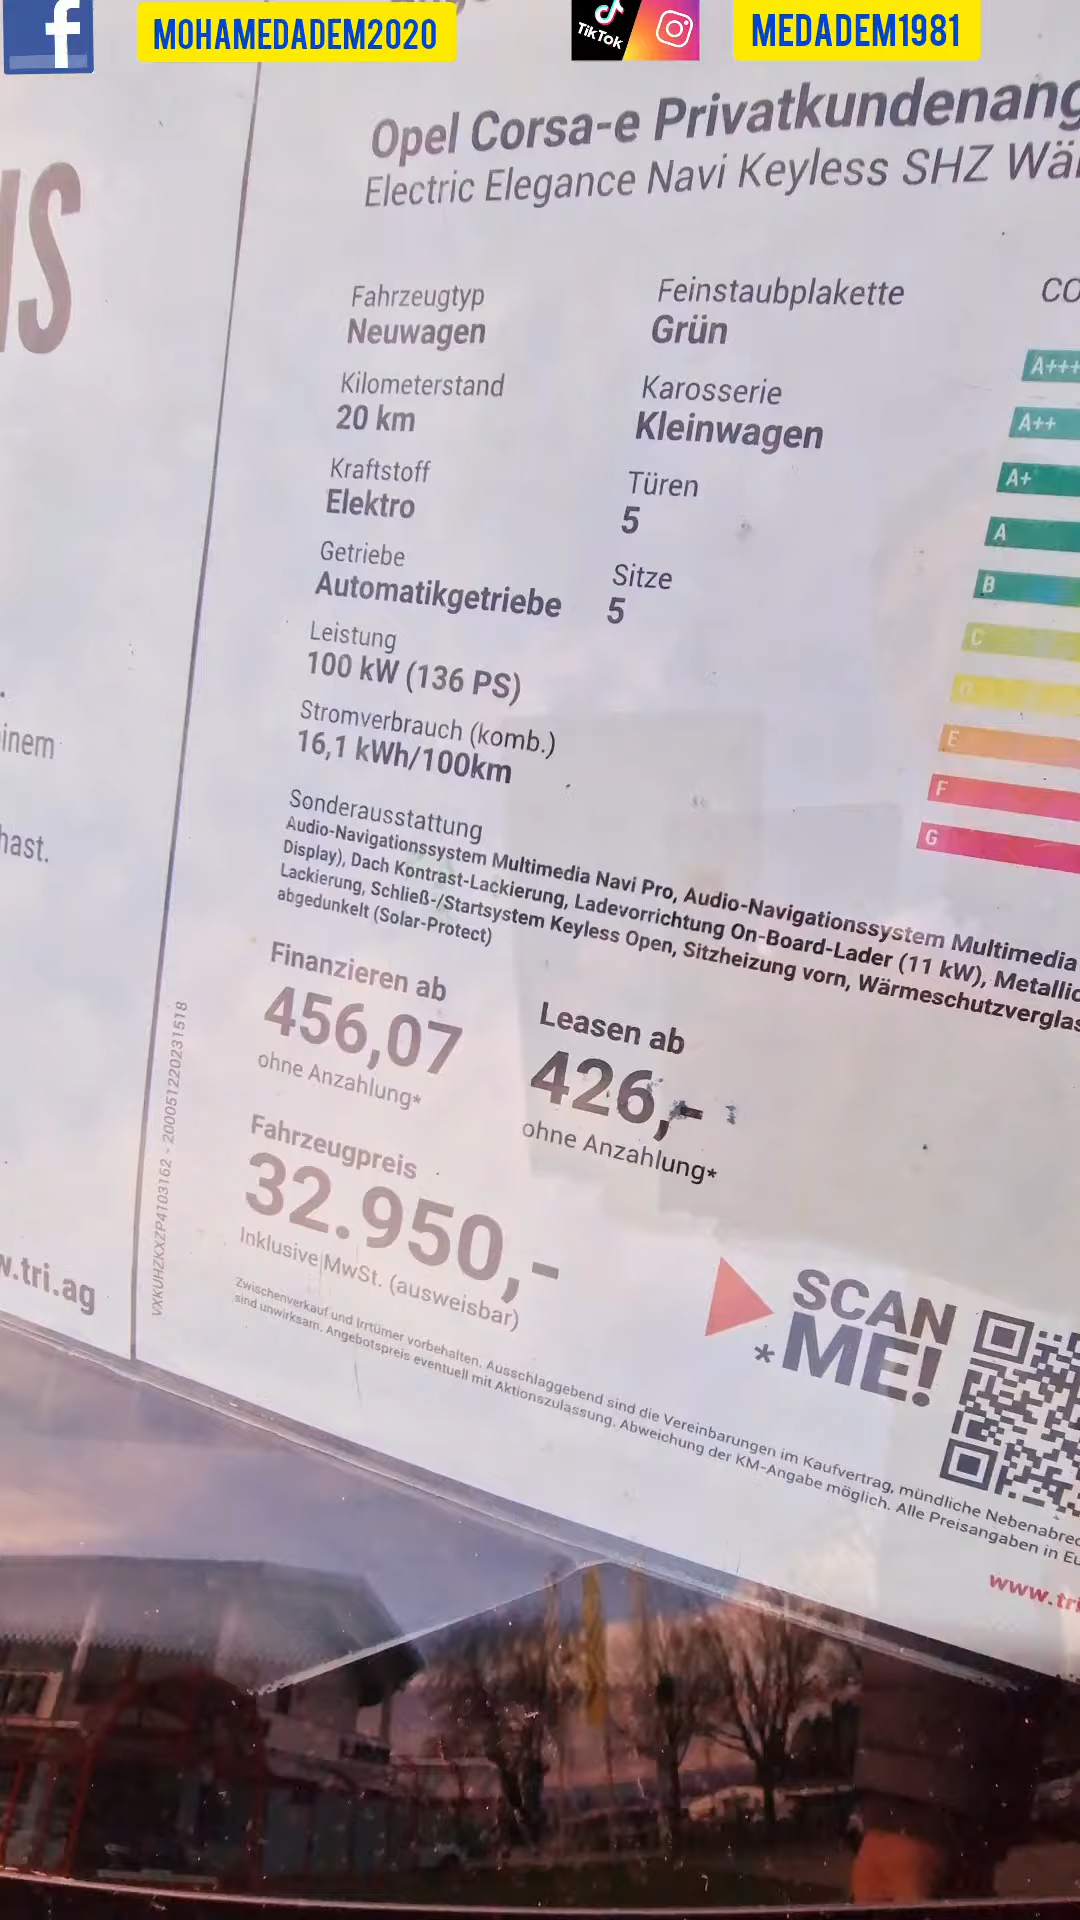 MOHAMEDADEM2020
TikTok
MEDADEM1981
Opel Corsa-e Privatkundenang
Electric Elegance Navi Keyless SHZ Wär
Fahrzeugtyp
Neuwagen
Kilometerstand
20 km
Kraftstoff
Elektro
Getriebe
Automatikgetriebe
Leistung
100 kW (136 PS)
Stromverbrauch (komb.)
16,1 kWh/100km
Feinstaubplakette
Grün
Karosserie
Kleinwagen
Türen
5
Sitze
5
CO
A+++
A++
A+
A
B
C
D
E
F
G
Sonderausstattung
Audio-Navigationssystem Multimedia Navi Pro, Audio-Navigationssystem Multimedia
Display), Dach Kontrast-Lackierung, Ladevorrichtung On-Board-Lader (11 kW), Metallic
Lackierung, Schließ-/Startsystem Keyless Open, Sitzheizung vorn, Wärmeschutzverglas
abgedunkelt (Solar-Protect)
Finanzieren ab
456,07
ohne Anzahlung*
Leasen ab
426,-
ohne Anzahlung*
Fahrzeugpreis
32.950,-
Inklusive MwSt. (ausweisbar)
Zwischenverkauf und Irrtümer vorbehalten. Ausschlaggebend sind die Vereinbarungen im Kaufvertrag, mündliche Nebenabred
sind unwirksam. Angebotspreis eventuell mit Aktionszulassung. Abweichung der KM-Angabe möglich. Alle Preisangaben in Eu
SCAN
*ME!
www.tri
VXKUHZKXZP4103162 - 200051220231518
inem
hast.
w.tri.ag